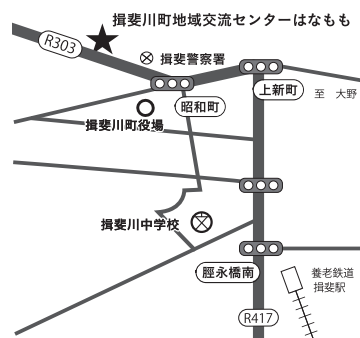 揖斐川町地域交流センターはなもも
R303
揖斐警察署
上新町
至 大野
昭和町
揖斐川町役場
揖斐川中学校
脛永橋南
養老鉄道
揖斐駅
R417